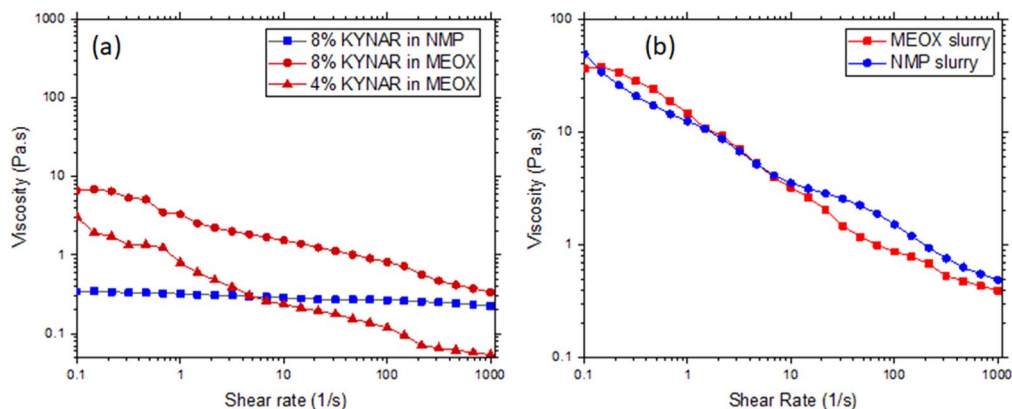 (a)
8% KYNAR in NMP
8% KYNAR in MEOX
4% KYNAR in MEOX
Viscosity (Pa.s)
1000
100
10
1
0.1
0.1 1 10 100 1000
Shear rate (1/s)
(b)
MEOX slurry
NMP slurry
Viscosity (Pa.s)
100
10
1
0.1
0.1 1 10 100 1000
Shear Rate (1/s)